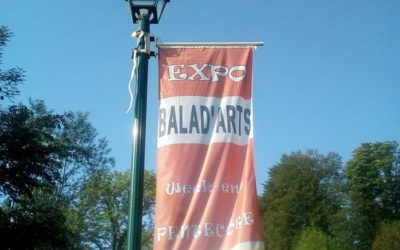 EXPO
BALAD'ARTS
Week-end
PENTECÔTE